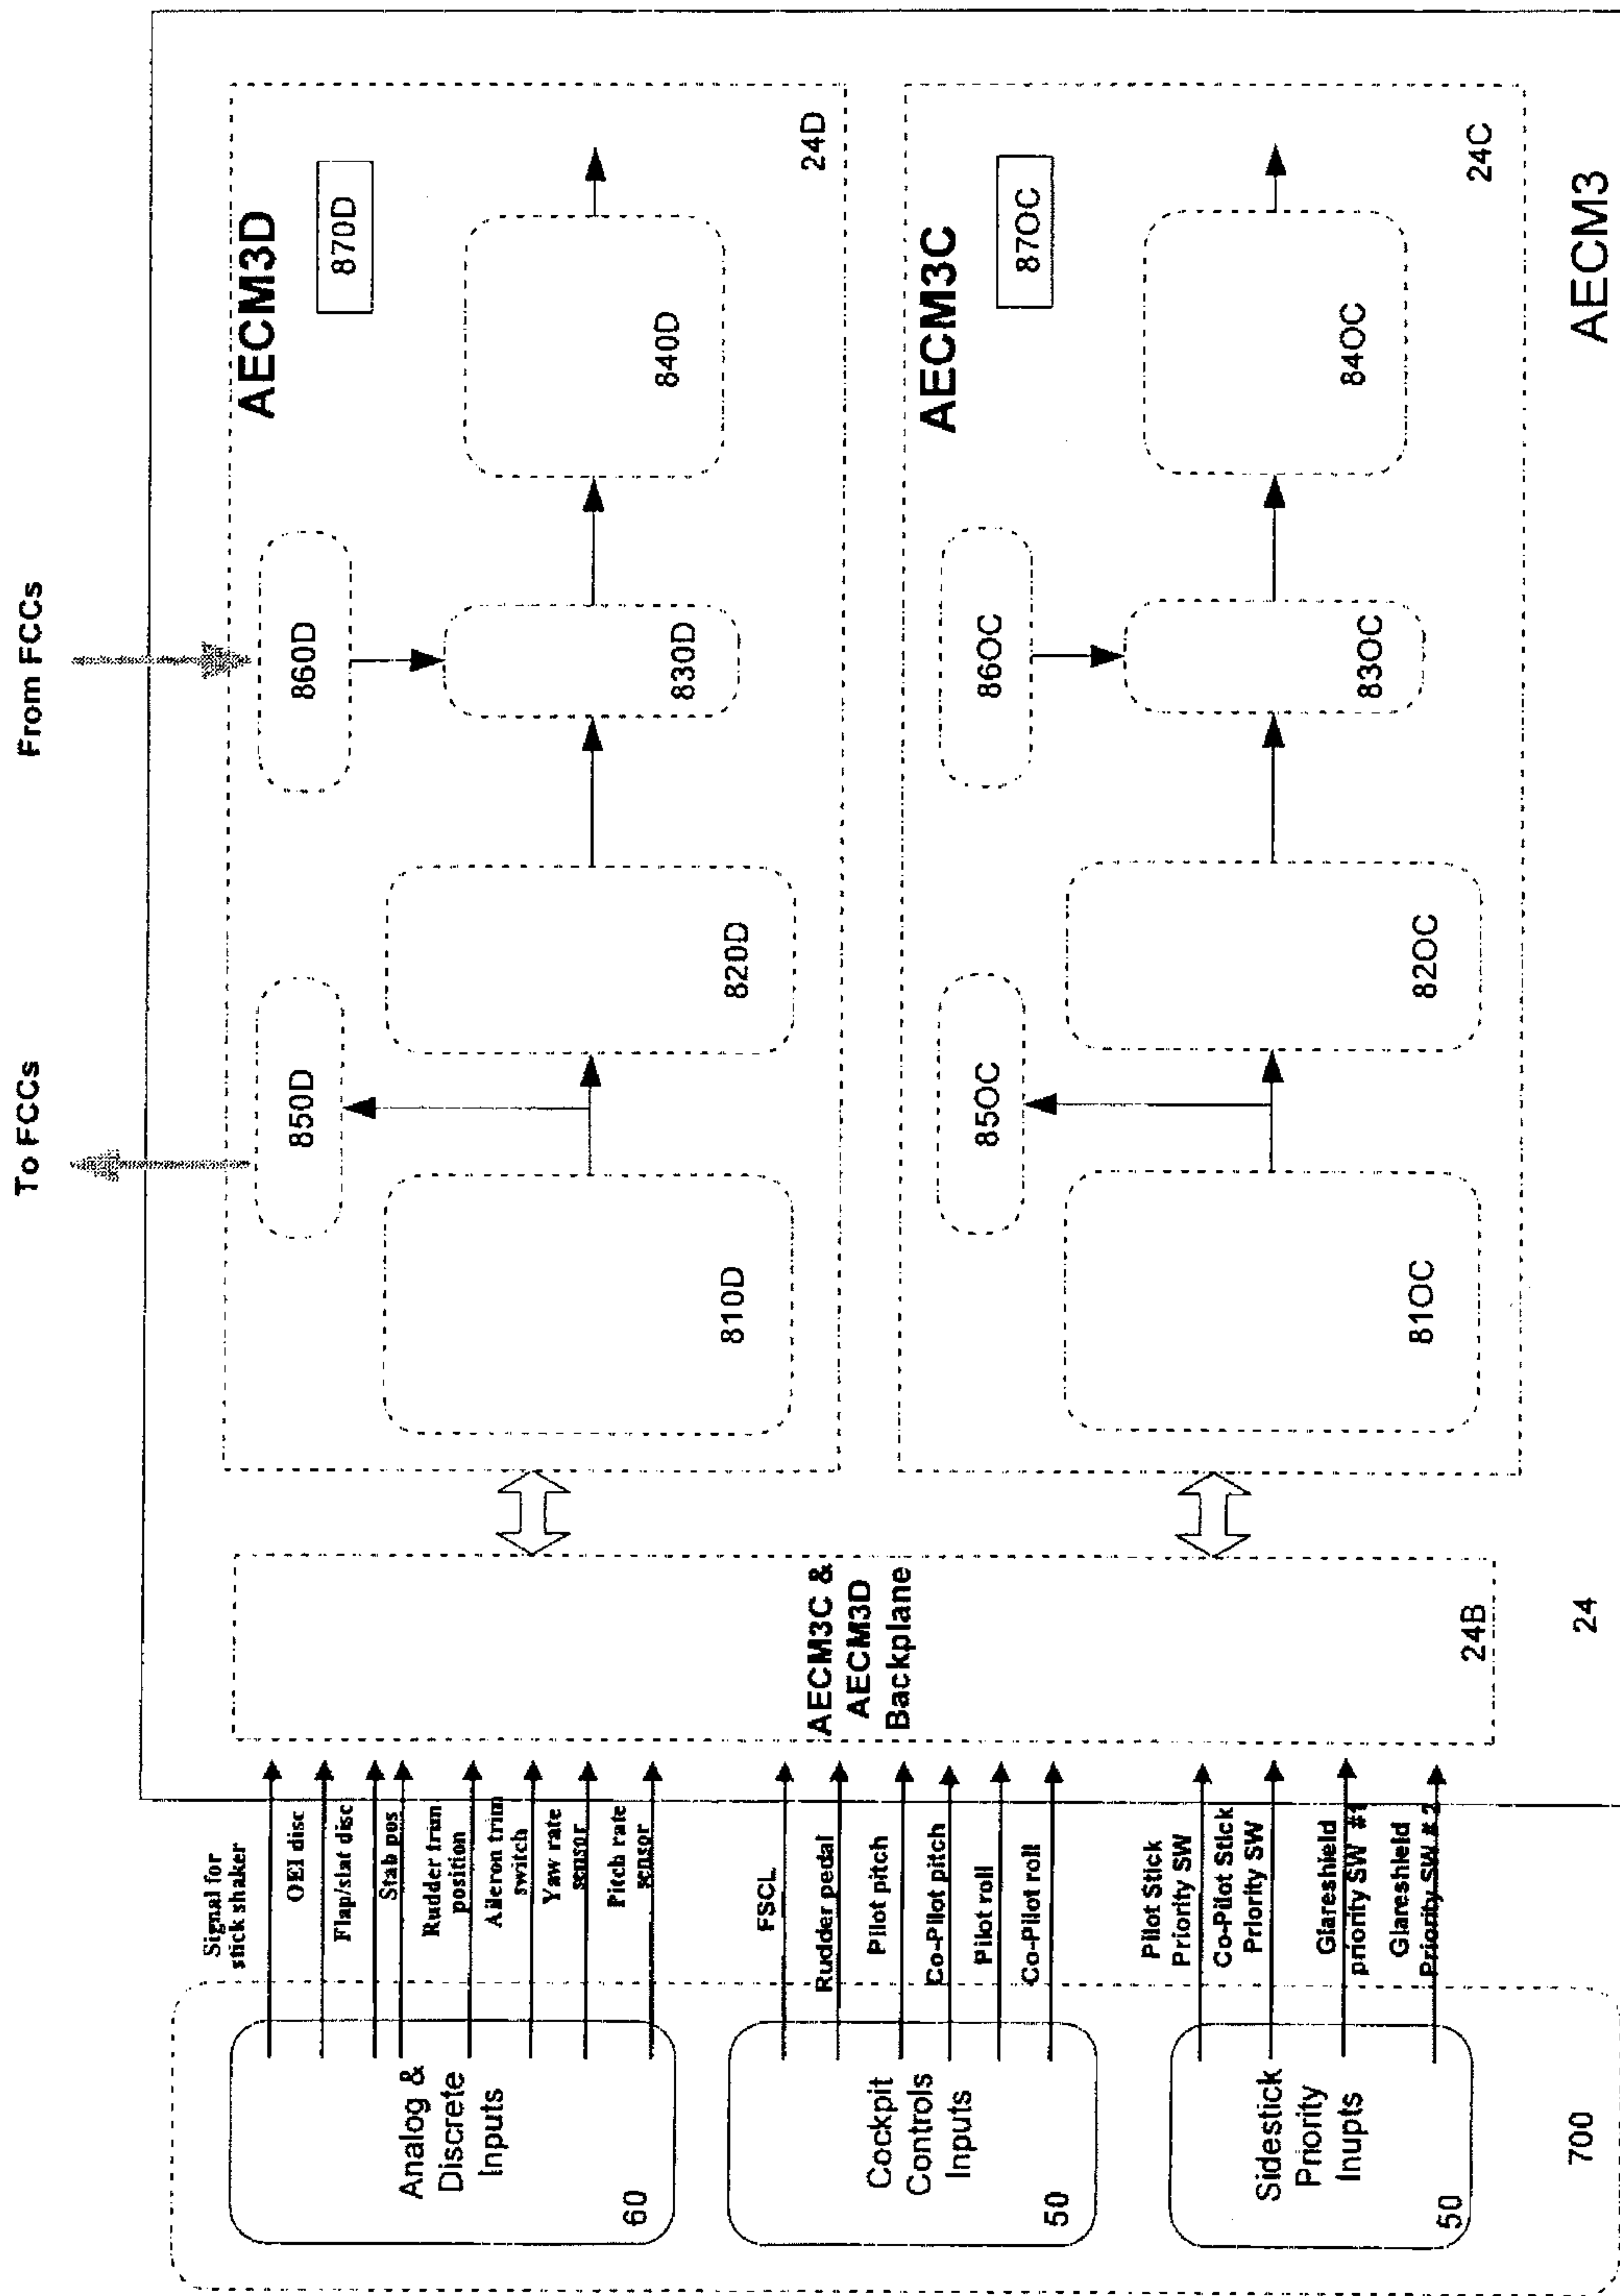 To FCCs
From FCCs
Analog &
Discrete
Inputs
60
Signal for
stick shaker
OEI disc
Flap/slat disc
Stab pos
Rudder trim
position
Aileron trim
switch
Yaw rate
sensor
Pitch rate
sensor
Cockpit
Controls
Inputs
50
FSCL
Rudder pedal
Pilot pitch
Co-Pilot pitch
Pilot roll
Co-Pilot roll
Sidestick
Priority
Inupts
50
Pilot Stick
Priority SW
Co-Pilot Stick
Priority SW
Glareshield
priority SW #1
Glareshield
Priority SW # 2
700
AECM3C &
AECM3D
Backplane
24B
24
AECM3D
870D
850D
860D
810D
820D
830D
840D
24D
AECM3C
87OC
85OC
86OC
81OC
82OC
83OC
84OC
24C
AECM3